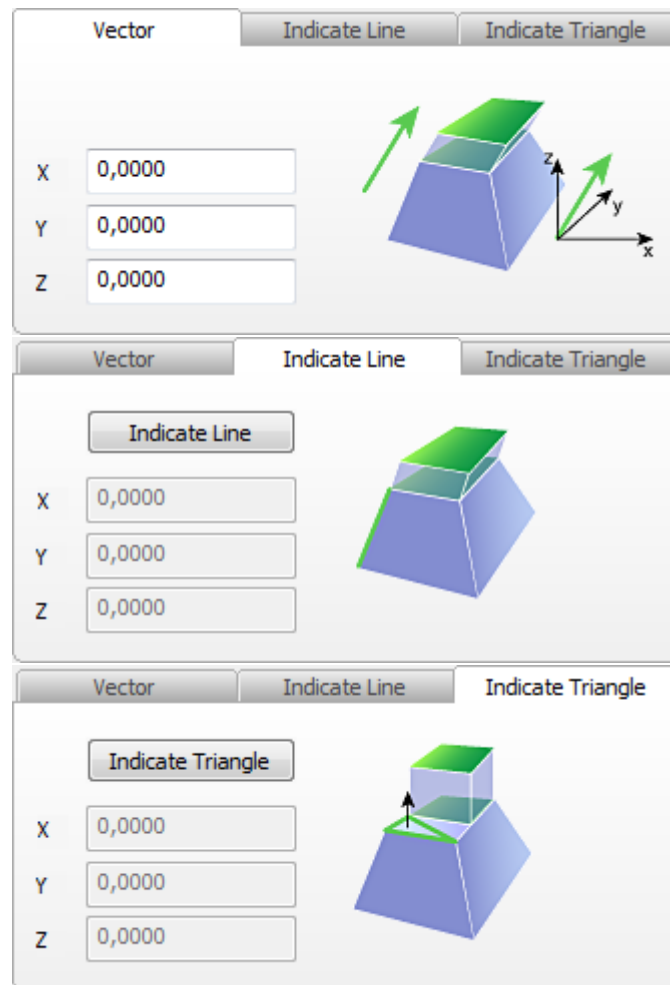 Vector Indicate Line Indicate Triangle
X 0,0000
Y 0,0000
Z 0,0000
z
y
x
Vector Indicate Line Indicate Triangle
Indicate Line
X 0,0000
Y 0,0000
Z 0,0000
Vector Indicate Line Indicate Triangle
Indicate Triangle
X 0,0000
Y 0,0000
Z 0,0000